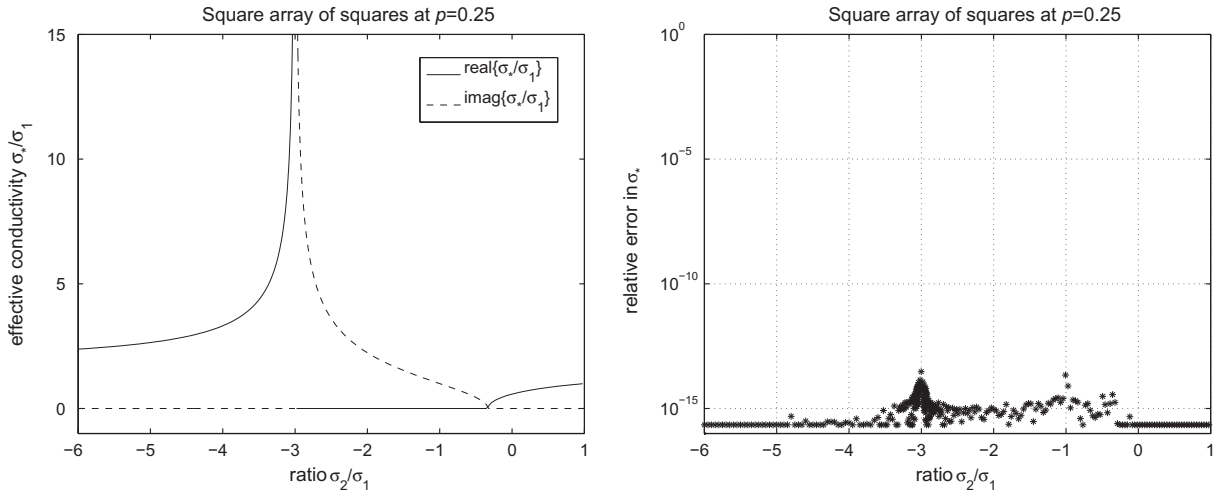 Square array of squares at p=0.25
15
10
5
0
effective conductivity σ*/σ1
real{σ*/σ1}
imag{σ*/σ1}
−6 −5 −4 −3 −2 −1 0 1
ratio σ2/σ1
Square array of squares at p=0.25
10^0
10^−5
10^−10
10^−15
relative error in σ*
−6 −5 −4 −3 −2 −1 0 1
ratio σ2/σ1